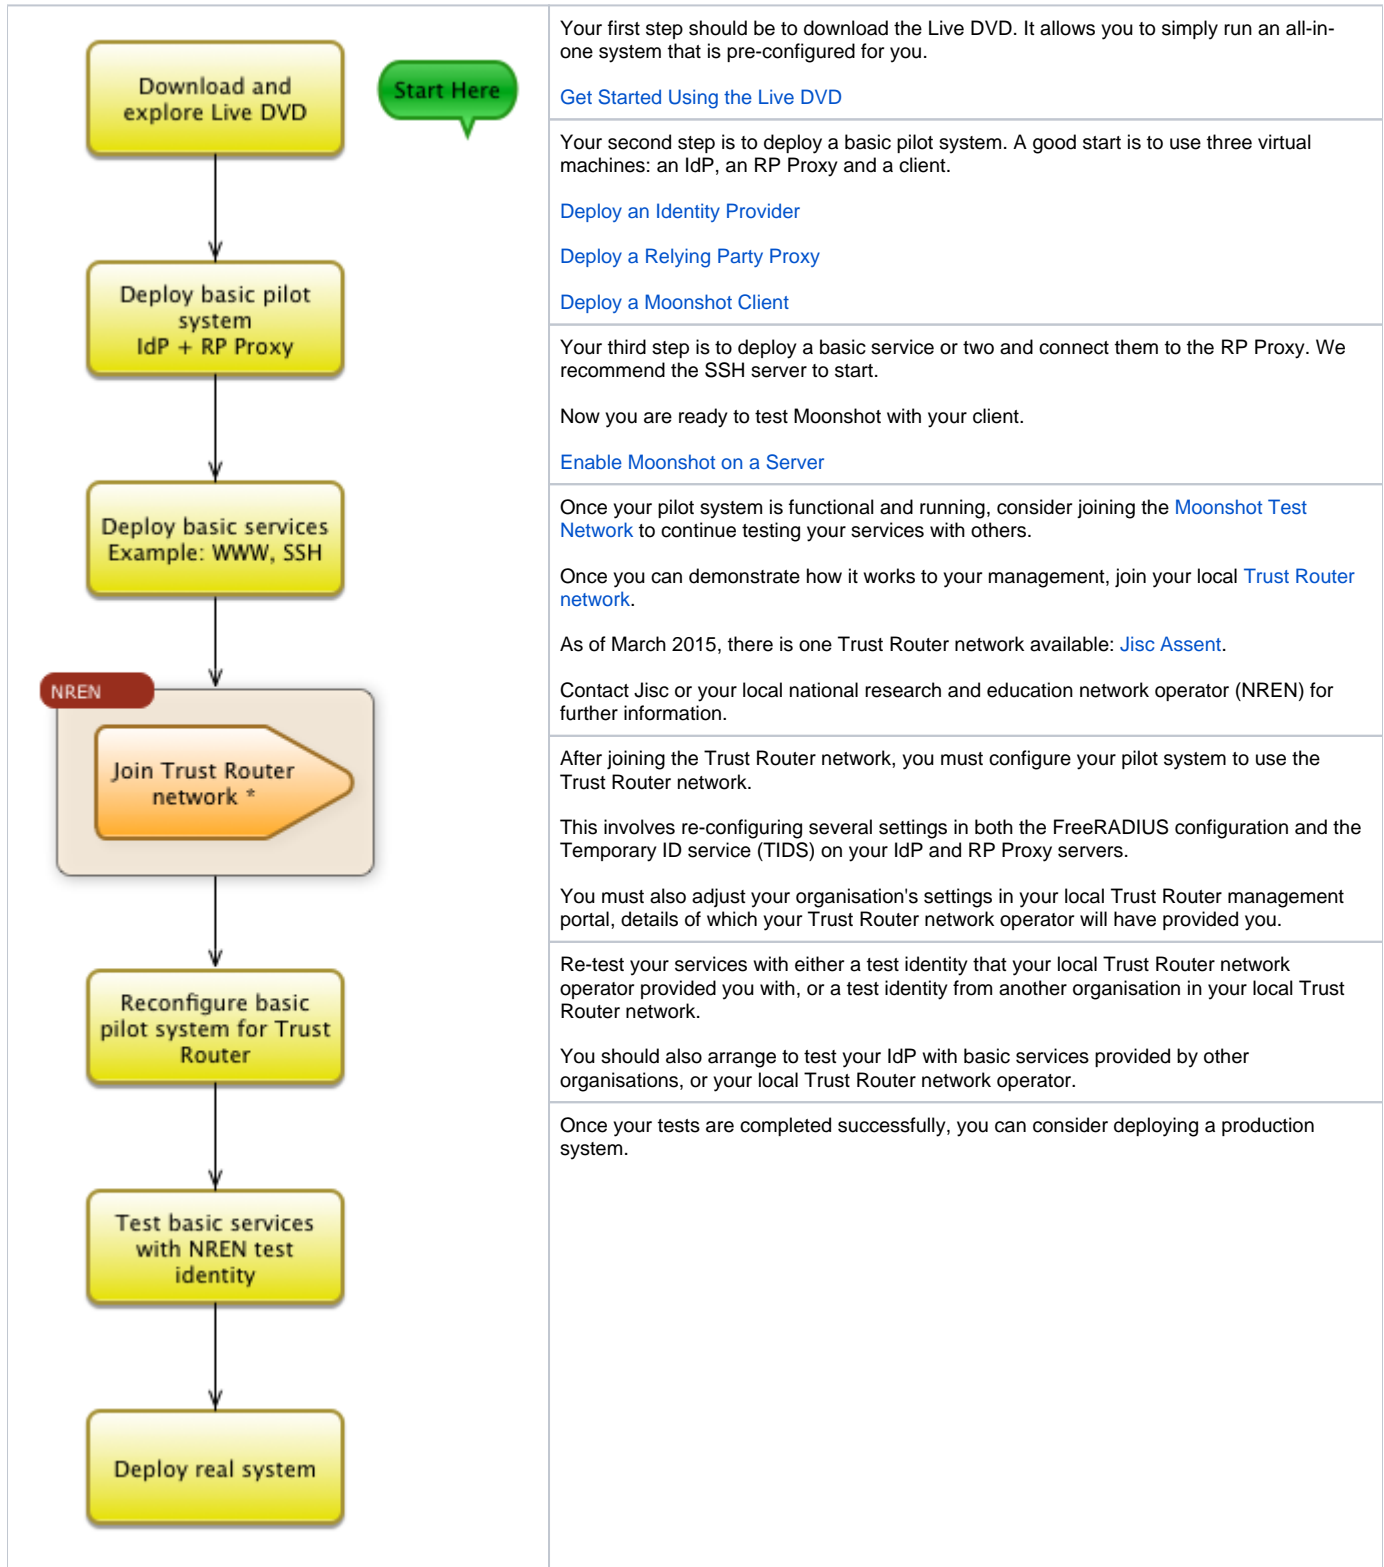 Download and
explore Live DVD
Start Here
Deploy basic pilot
system
IdP + RP Proxy
Deploy basic services
Example: WWW, SSH
NREN
Join Trust Router
network *
Reconfigure basic
pilot system for Trust
Router
Test basic services
with NREN test
identity
Deploy real system
Your first step should be to download the Live DVD. It allows you to simply run an all-in-
one system that is pre-configured for you.
Get Started Using the Live DVD
Your second step is to deploy a basic pilot system. A good start is to use three virtual
machines: an IdP, an RP Proxy and a client.
Deploy an Identity Provider
Deploy a Relying Party Proxy
Deploy a Moonshot Client
Your third step is to deploy a basic service or two and connect them to the RP Proxy. We
recommend the SSH server to start.
Now you are ready to test Moonshot with your client.
Enable Moonshot on a Server
Once your pilot system is functional and running, consider joining the Moonshot Test
Network to continue testing your services with others.
Once you can demonstrate how it works to your management, join your local Trust Router
network.
As of March 2015, there is one Trust Router network available: Jisc Assent.
Contact Jisc or your local national research and education network operator (NREN) for
further information.
After joining the Trust Router network, you must configure your pilot system to use the
Trust Router network.
This involves re-configuring several settings in both the FreeRADIUS configuration and the
Temporary ID service (TIDS) on your IdP and RP Proxy servers.
You must also adjust your organisation's settings in your local Trust Router management
portal, details of which your Trust Router network operator will have provided you.
Re-test your services with either a test identity that your local Trust Router network
operator provided you with, or a test identity from another organisation in your local Trust
Router network.
You should also arrange to test your IdP with basic services provided by other
organisations, or your local Trust Router network operator.
Once your tests are completed successfully, you can consider deploying a production
system.